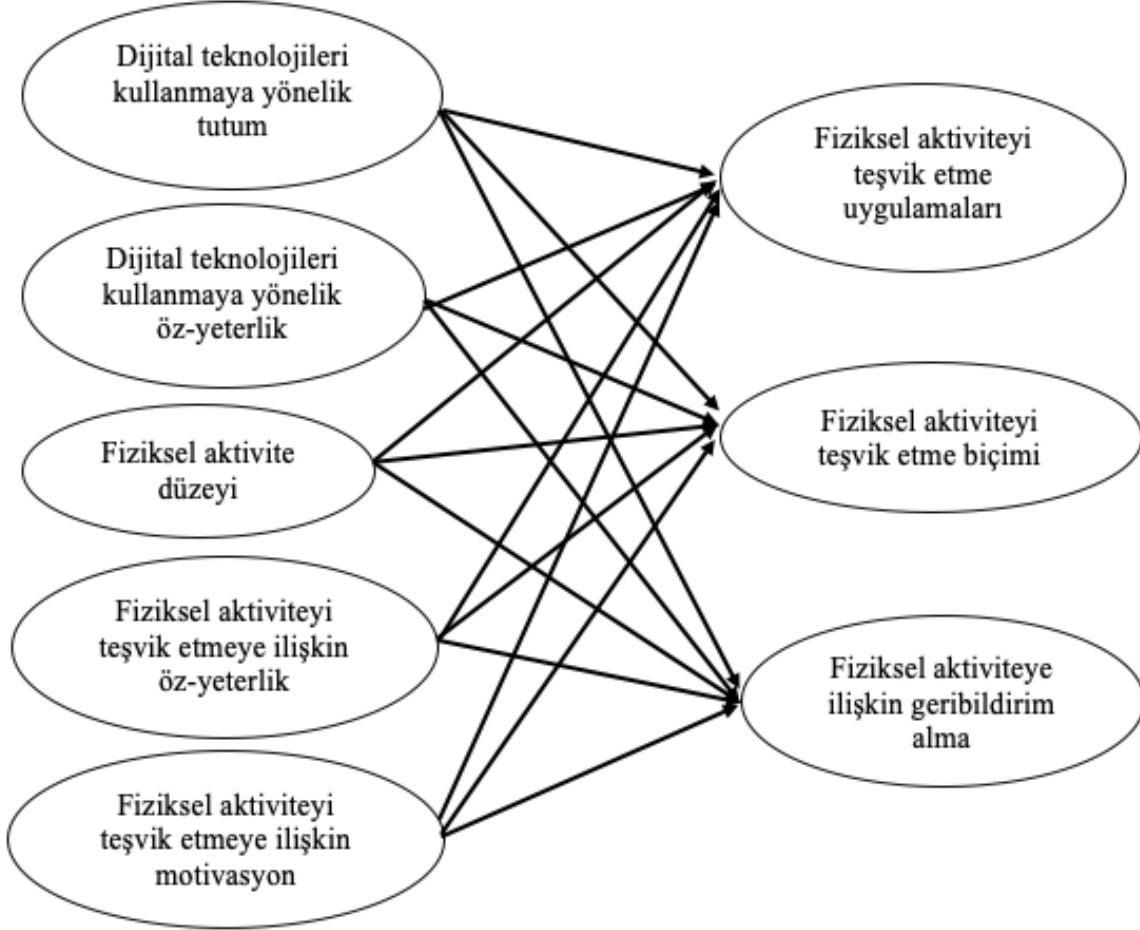 Dijital teknolojileri
kullanmaya yönelik
tutum
Dijital teknolojileri
kullanmaya yönelik
öz-yeterlik
Fiziksel aktivite
düzeyi
Fiziksel aktiviteyi
teşvik etmeye ilişkin
öz-yeterlik
Fiziksel aktiviteyi
teşvik etmeye ilişkin
motivasyon
Fiziksel aktiviteyi
teşvik etme
uygulamaları
Fiziksel aktiviteyi
teşvik etme biçimi
Fiziksel aktiviteye
ilişkin geribildirim
alma